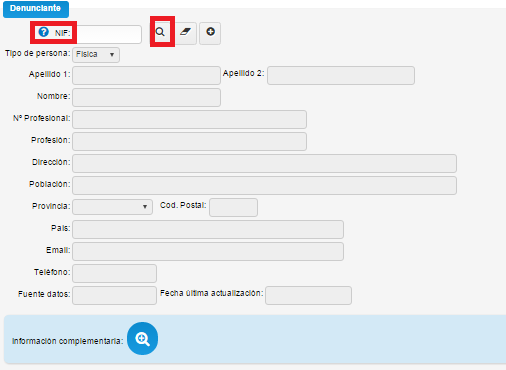 Denunciante
NIF:
Tipo de persona: Física
Apellido 1: Apellido 2:
Nombre:
Nº Profesional:
Profesión:
Dirección:
Población:
Provincia: Cod. Postal:
País:
Email:
Teléfono:
Fuente datos: Fecha última actualización:
Información complementaria: